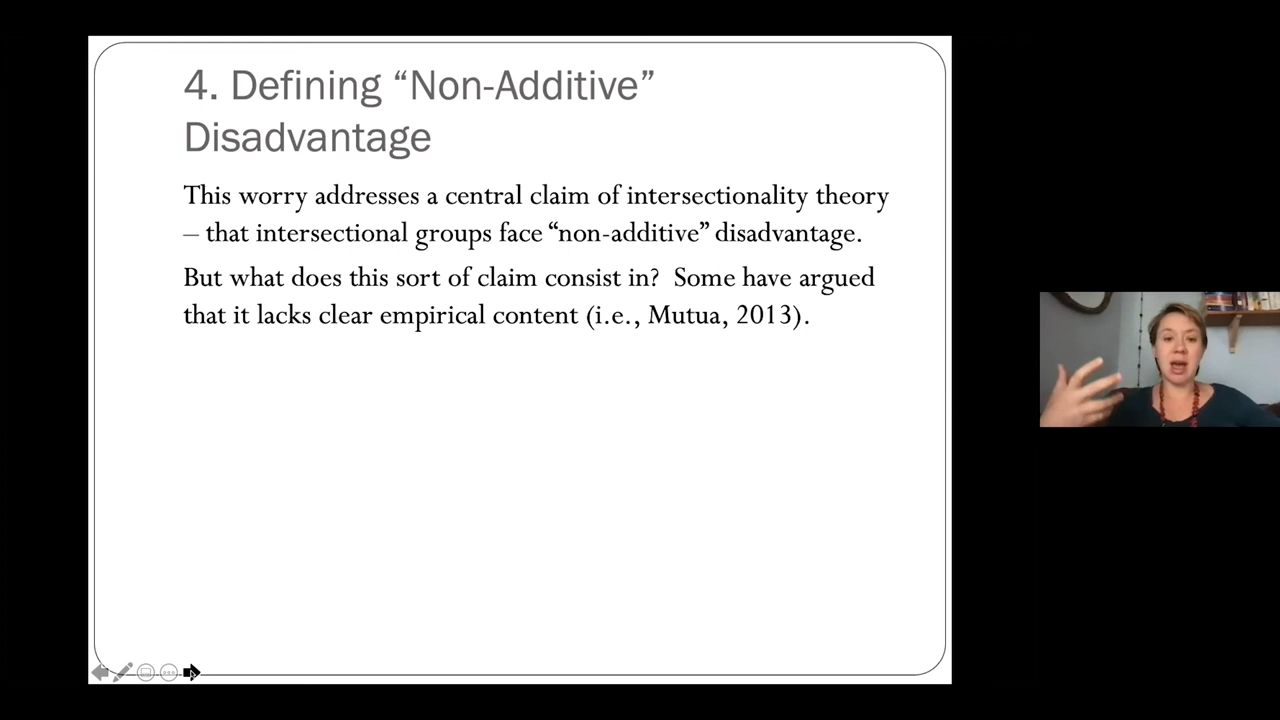 4. Defining “Non-Additive”
Disadvantage
This worry addresses a central claim of intersectionality theory
– that intersectional groups face “non-additive” disadvantage.
But what does this sort of claim consist in?  Some have argued
that it lacks clear empirical content (i.e., Mutua, 2013).